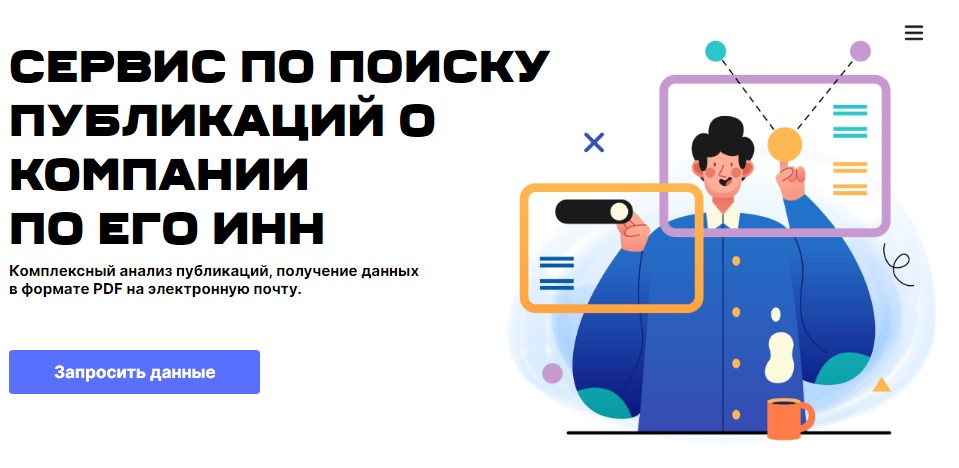 СЕРВИС ПО ПОИСКУ
ПУБЛИКАЦИЙ О
КОМПАНИИ
ПО ЕГО ИНН
Комплексный анализ публикаций, получение данных
в формате PDF на электронную почту.
Запросить данные